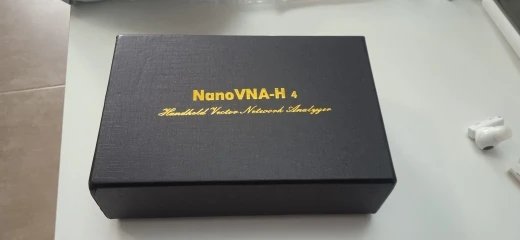 NanoVNA-H 4
Handheld Vector Network Analyzer